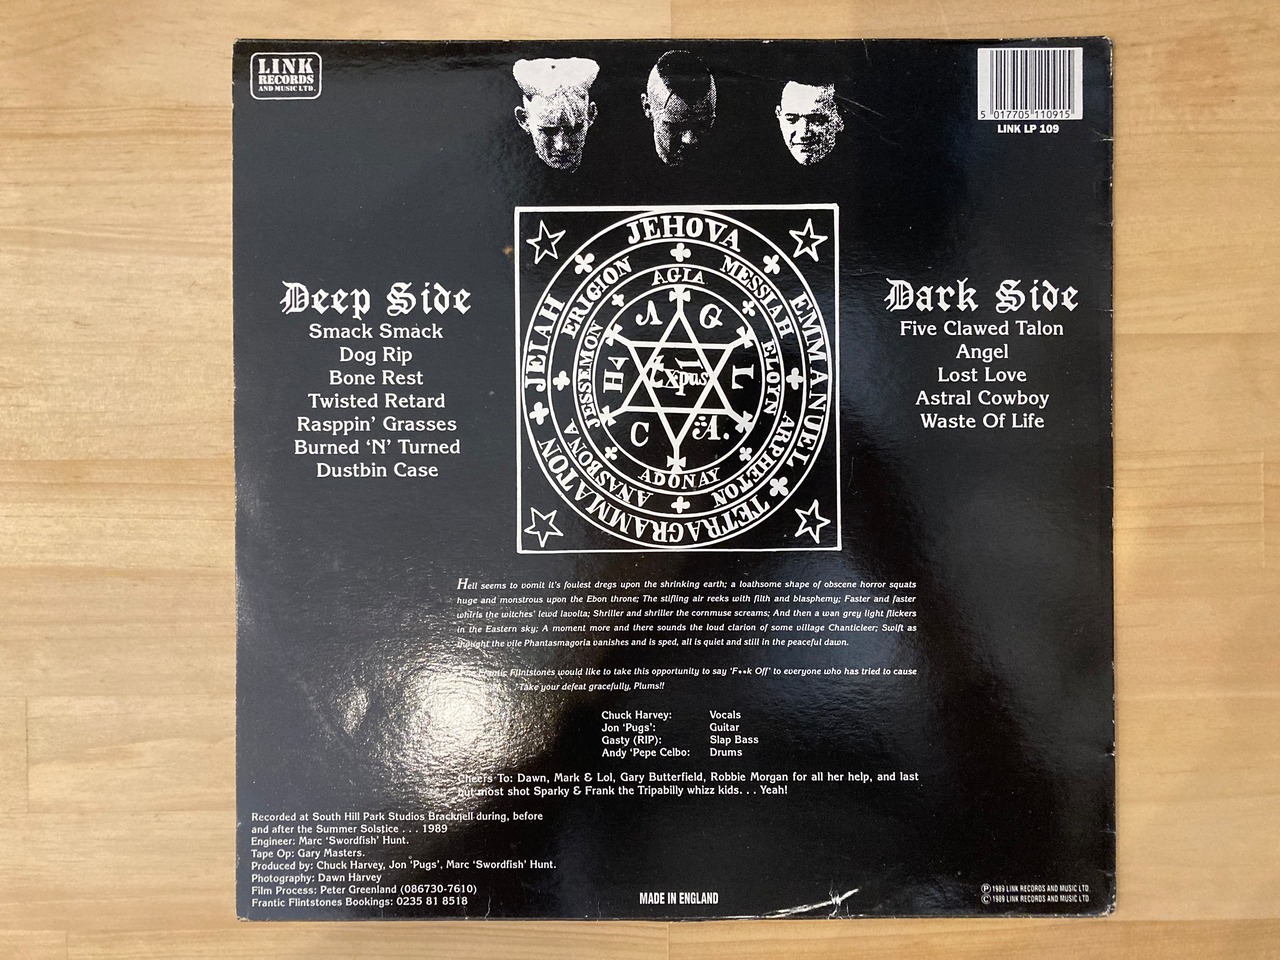 LINK
RECORDS
AND MUSIC LTD.
5 017705 110915
LINK LP 109
Deep Side
Smack Smack
Dog Rip
Bone Rest
Twisted Retard
Rasppin' Grasses
Burned 'N' Turned
Dustbin Case
JEHOVA
EMMANUELL
TETRAGRAMMATON
JEIAH
ERIGION
MESSIAH
ARPHETON
ANASBONA
AGIA
ELOYN
ADONAY
JESSEMON
A G L A. C H
Dark Side
Five Clawed Talon
Angel
Lost Love
Astral Cowboy
Waste Of Life
Hell seems to vomit it's foulest dregs upon the shrinking earth; a loathsome shape of obscene horror squats
huge and monstrous upon the Ebon throne; The stifling air reeks with filth and blasphemy; Faster and faster
whirls the witches' lewd lavolta; Shriller and shriller the cornmuse screams; And then a wan grey light flickers
in the Eastern sky; A moment more and there sounds the loud clarion of some village Chanticleer; Swift as
thought the vile Phantasmagoria vanishes and is sped, all is quiet and still in the peaceful dawn.
Frantic Flintstones would like to take this opportunity to say 'F**k Off' to everyone who has tried to cause
'Take your defeat gracefully, Plums!!
Chuck Harvey: Vocals
Jon 'Pugs': Guitar
Gasty (RIP): Slap Bass
Andy 'Pepe Celbo: Drums
Cheers To: Dawn, Mark & Lol, Gary Butterfield, Robbie Morgan for all her help, and last
but most shot Sparky & Frank the Tripabilly whizz kids. . . Yeah!
Recorded at South Hill Park Studios Bracknell during, before
and after the Summer Solstice . . . 1989
Engineer: Marc 'Swordfish' Hunt.
Tape Op: Gary Masters.
Produced by: Chuck Harvey, Jon 'Pugs', Marc 'Swordfish' Hunt.
Photography: Dawn Harvey
Film Process: Peter Greenland (086730-7610)
Frantic Flintstones Bookings: 0235 81 8518
MADE IN ENGLAND
Ⓟ 1989 LINK RECORDS AND MUSIC LTD.
© 1989 LINK RECORDS AND MUSIC LTD.